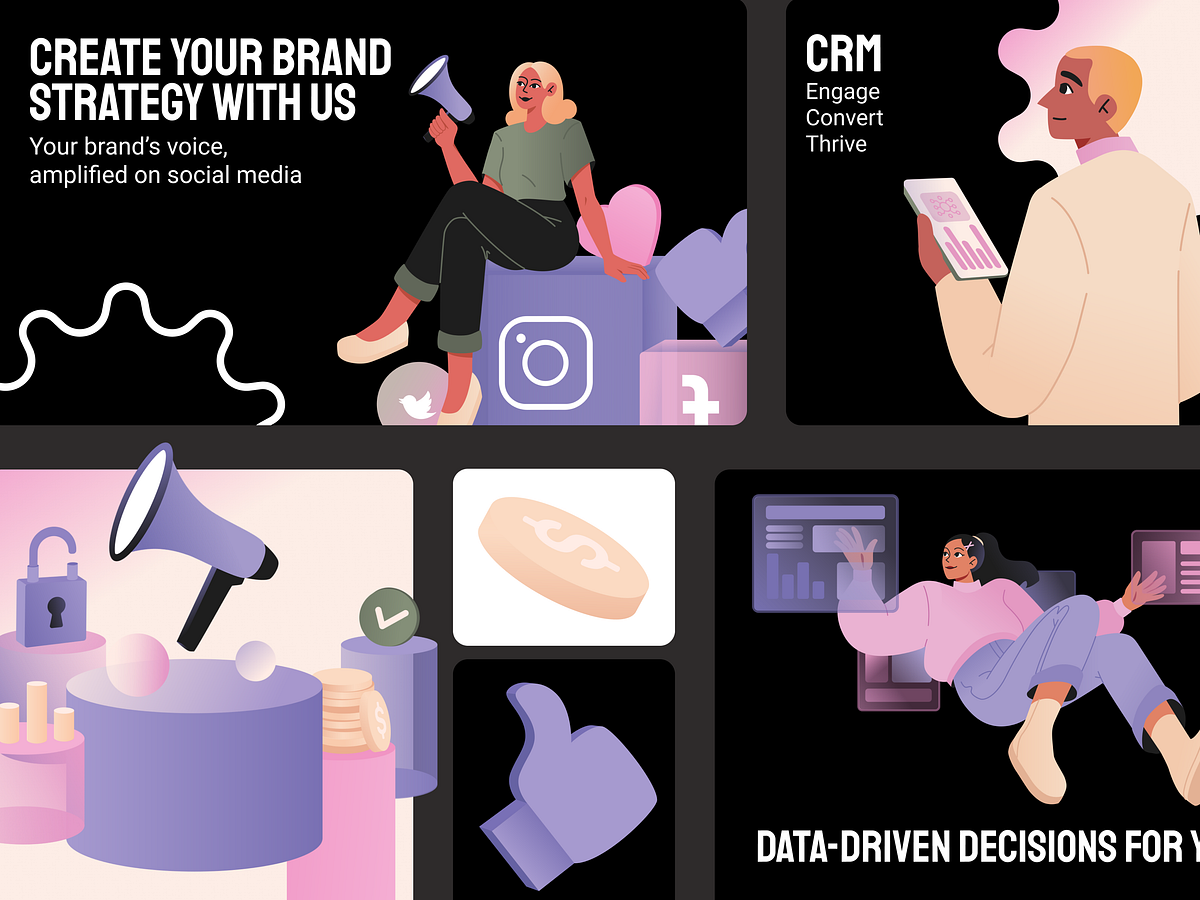 CREATE YOUR BRAND
STRATEGY WITH US
Your brand’s voice,
amplified on social media
CRM
Engage
Convert
Thrive
$
$
DATA-DRIVEN DECISIONS FOR